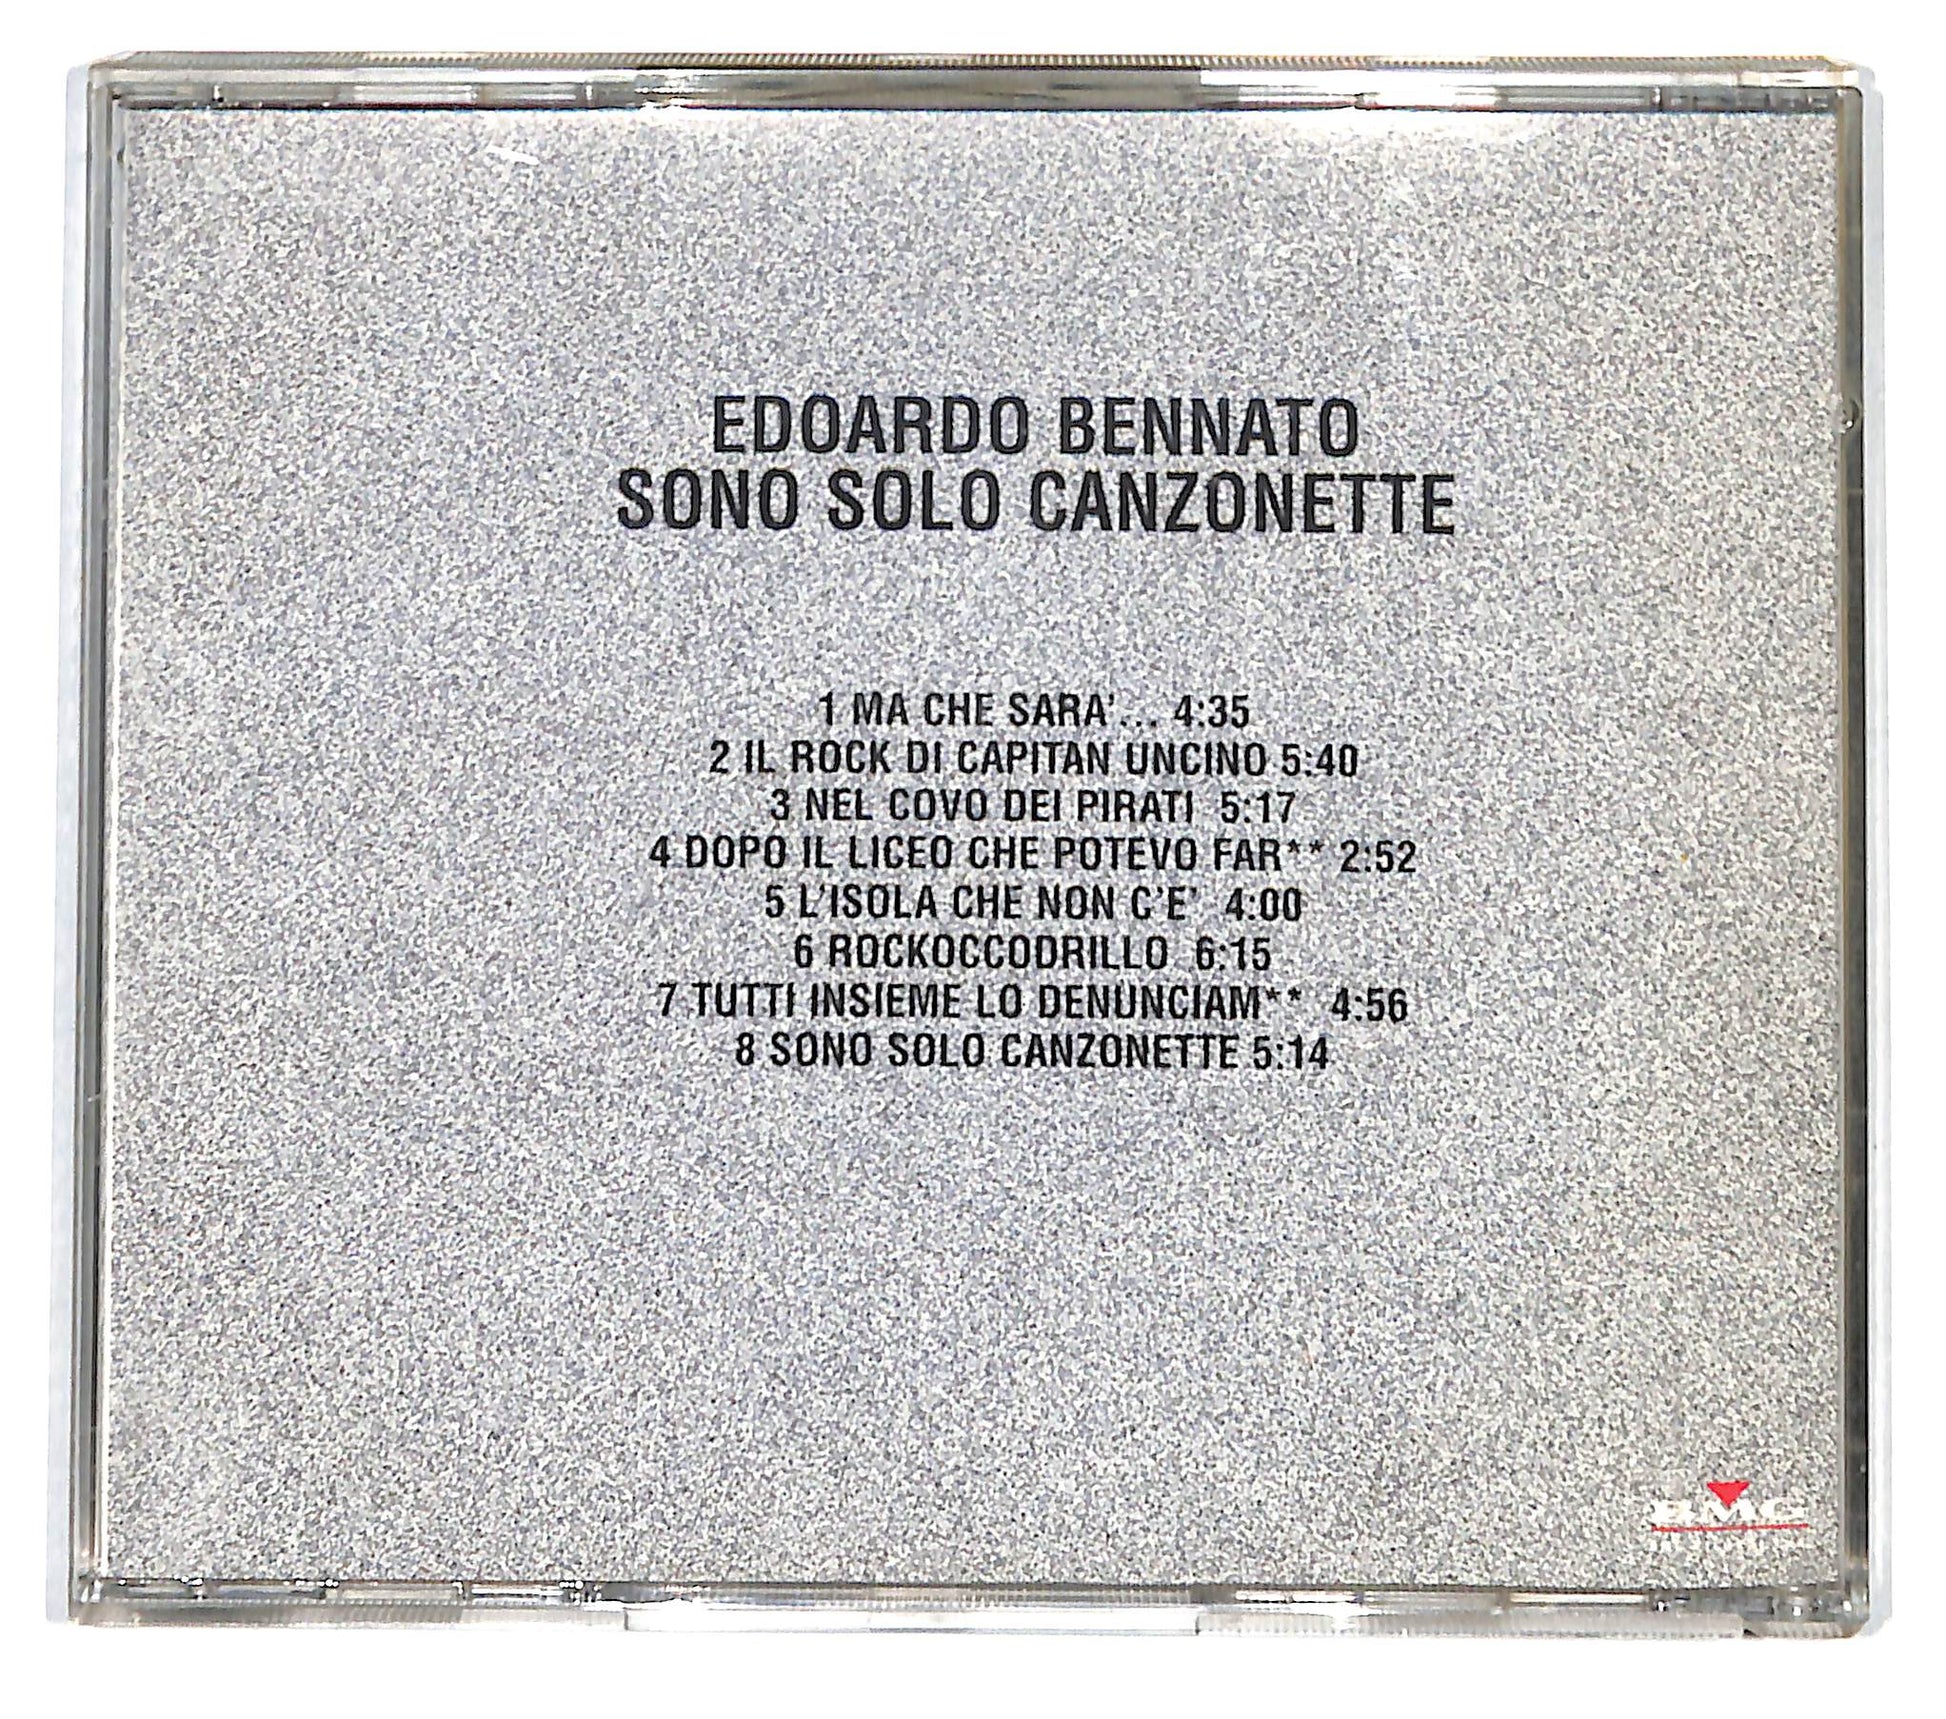 EDOARDO BENNATO
SONO SOLO CANZONETTE
1 MA CHE SARA'... 4:35
2 IL ROCK DI CAPITAN UNCINO 5:40
3 NEL COVO DEI PIRATI 5:17
4 DOPO IL LICEO CHE POTEVO FAR** 2:52
5 L'ISOLA CHE NON C'E' 4:00
6 ROCKOCCODRILLO 6:15
7 TUTTI INSIEME LO DENUNCIAM** 4:56
8 SONO SOLO CANZONETTE 5:14
BMG